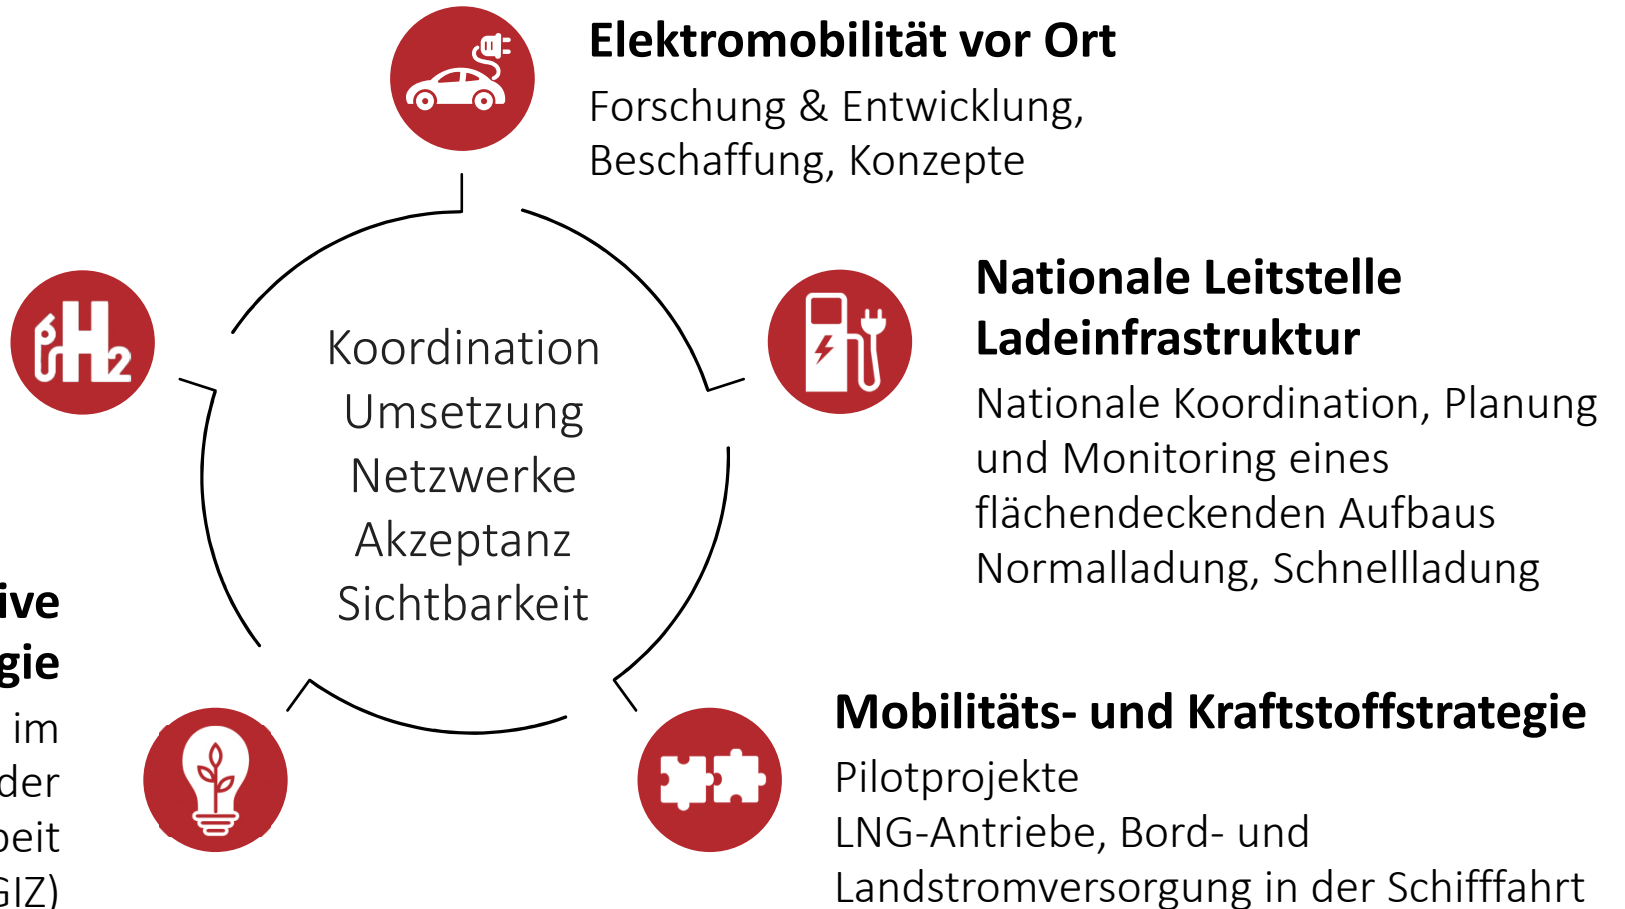 Elektromobilität vor Ort
Forschung & Entwicklung,
Beschaffung, Konzepte
H2
Nationale Leitstelle
Ladeinfrastruktur
Nationale Koordination, Planung
und Monitoring eines
flächendeckenden Aufbaus
Normalladung, Schnellladung
Koordination
Umsetzung
Netzwerke
Akzeptanz
Sichtbarkeit
ive
gie
im
der
beit
GIZ)
Mobilitäts- und Kraftstoffstrategie
Pilotprojekte
LNG-Antriebe, Bord- und
Landstromversorgung in der Schifffahrt